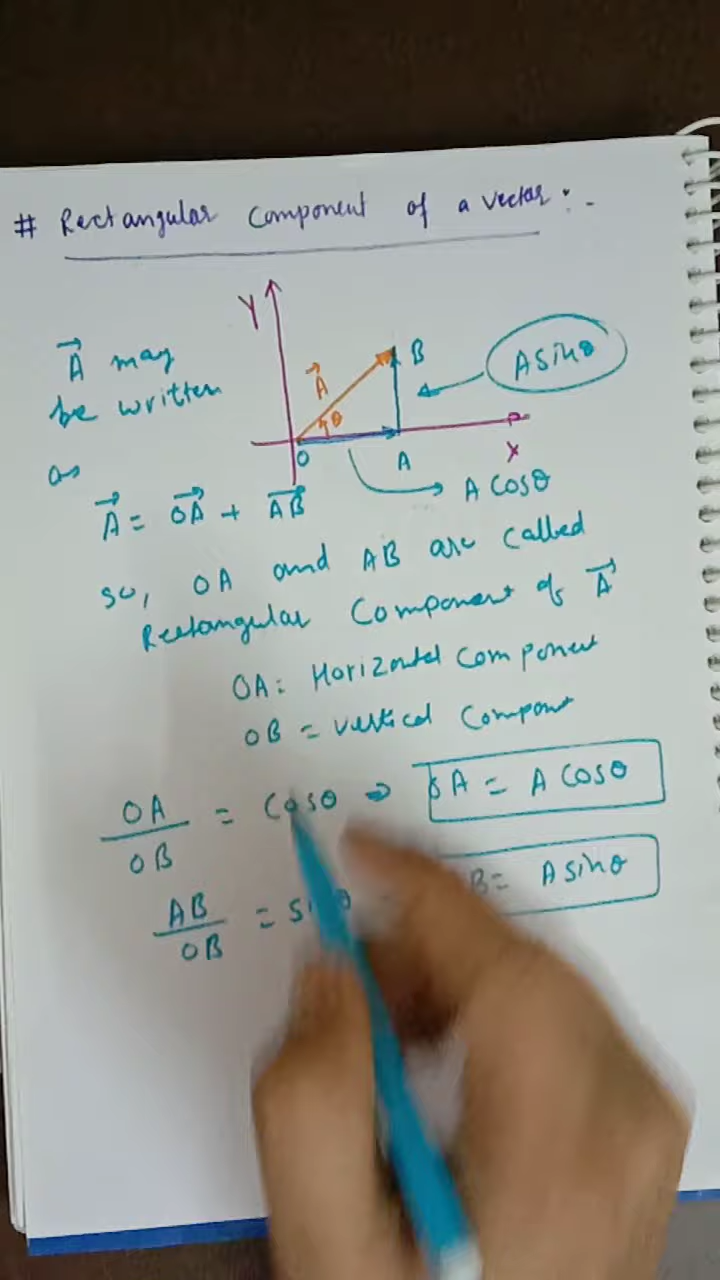 # Rectangular Component of a Vector :-
Y
A⃗ may
be written
as
A⃗
θ
B
A sinθ
O
A
X
A cosθ
A⃗ = OA⃗ + AB⃗
so, OA and AB are called
Rectangular Component of A⃗
OA: Horizontal Component
OB = vertical Component
OA/OB = cosθ ⇒ OA = A cosθ
AB/OB = B = A sinθ